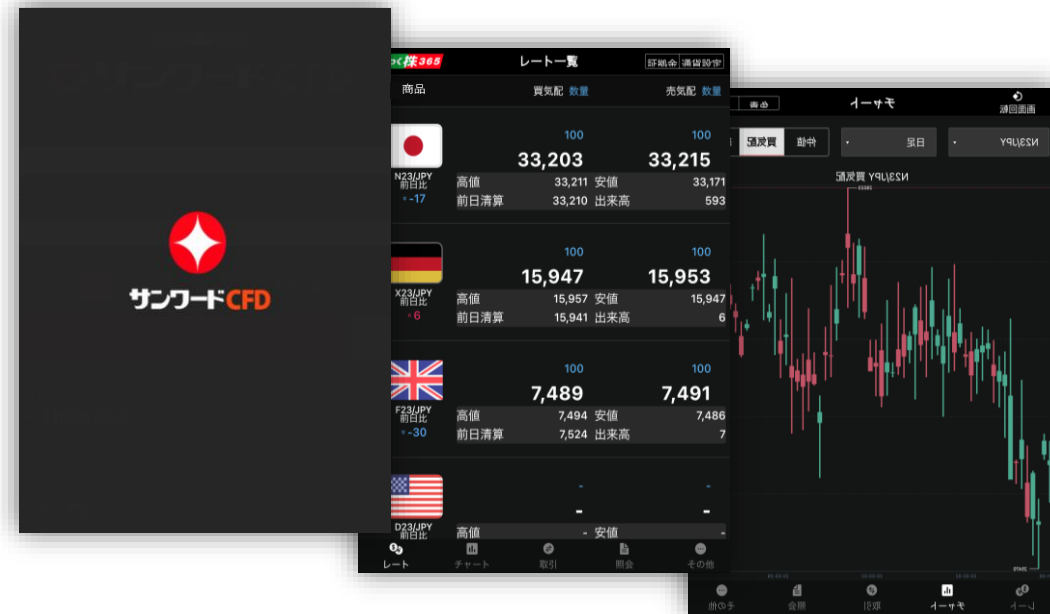 サンワードCFD
く株365
レート一覧
証拠金 通貨設定
商品
買気配 数量
売気配 数量
100
100
33,203
33,215
N23/JPY
前日比
-17
高値 33,211 安値 33,171
前日清算 33,210 出来高 593
100
100
15,947
15,953
X23/JPY
前日比
6
高値 15,957 安値 15,947
前日清算 15,941 出来高 6
100
100
7,489
7,491
F23/JPY
前日比
-30
高値 7,494 安値 7,486
前日清算 7,524 出来高 7
-
-
-
-
D23/JPY
前日比
高値 - 安値 -
レート
チャート
取引
照会
その他
チャート
画面回転
N23/JPY
日足
仲値
買気配
N23/JPY 買気配
レート
チャート
取引
照会
その他